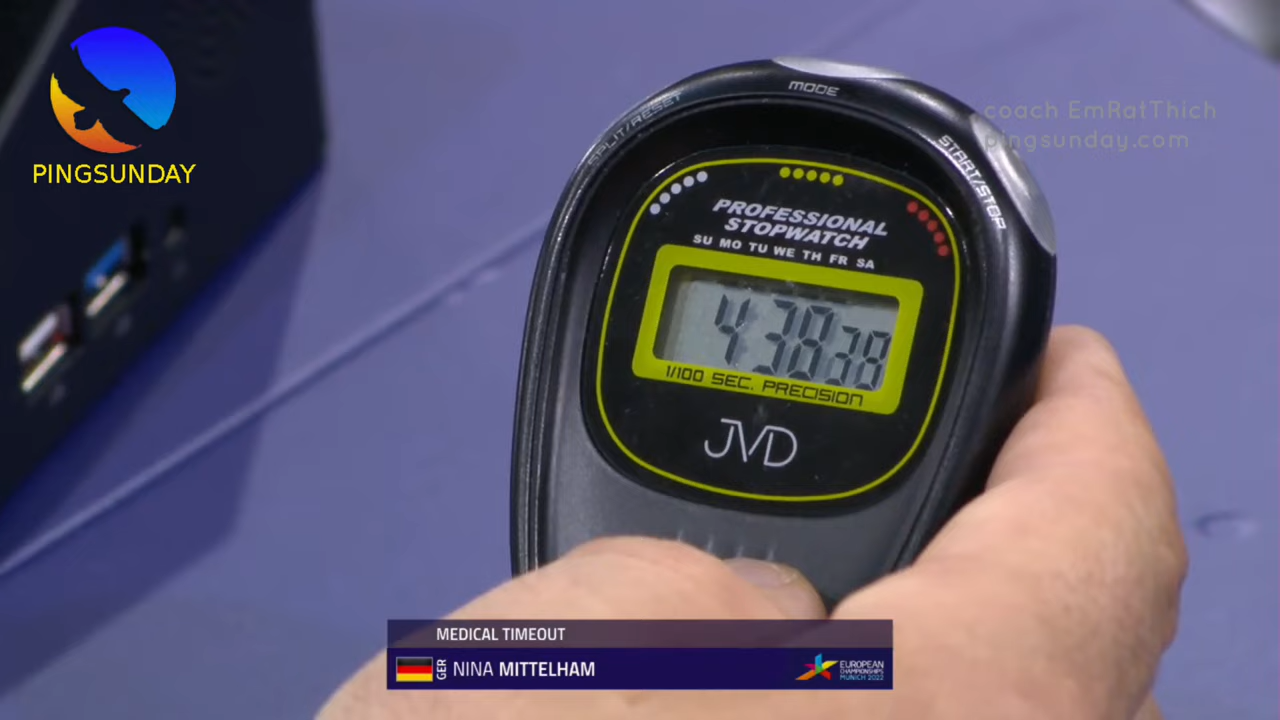 PINGSUNDAY
coach EmRatThich
pingsunday.com
SPLIT/RESET
MODE
START/STOP
PROFESSIONAL
STOPWATCH
SU MO TU WE TH FR SA
4 38 38
1/100 SEC. PRECISION
JVD
MEDICAL TIMEOUT
GER NINA MITTELHAM
EUROPEAN
CHAMPIONSHIPS
MUNICH 2022